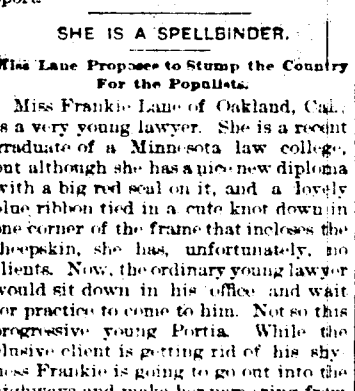 SHE IS A SPELLBINDER.
Miss Lane Proposes to Stump the Country
For the Populists.
Miss Frankie Lane of Oakland, Cal.,
is a very young lawyer. She is a recent
graduate of a Minnesota law college,
but although she has a nice new diploma
with a big red seal on it, and a lovely
blue ribbon tied in a cute knot down in
one corner of the frame that incloses the
sheepskin, she has, unfortunately, no
clients. Now, the ordinary young lawyer
would sit down in his office and wait
for practice to come to him. Not so this
progressive young Portia. While the
elusive client is getting rid of his shy-
ness Frankie is going to go out into the